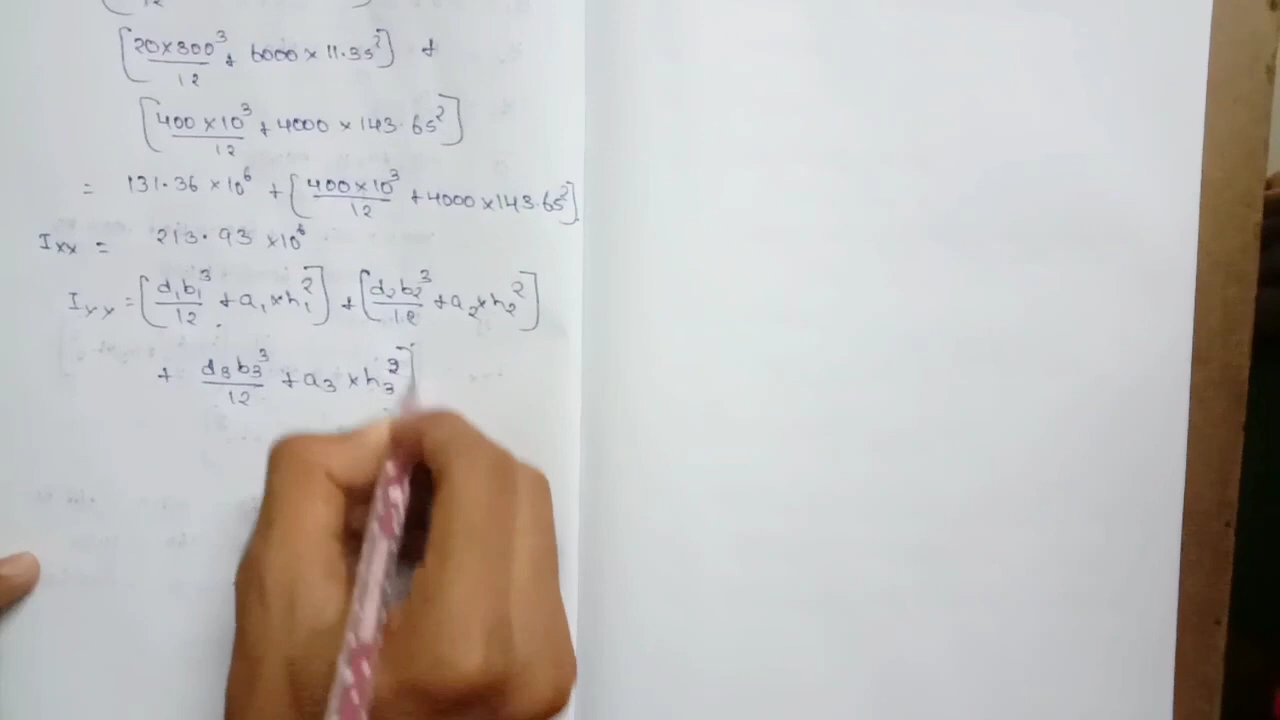 12
[20×300³/12 + 6000 × 11.35²] +
[400×10³/12 + 4000 × 143.65²]
= 131.36 ×10⁶ + [400×10³/12 + 4000×143.65²]
Ixx = 213.93 ×10⁶
Iyy = [d₁b₁³/12 + a₁×h₁²] + [d₂b₂³/12 + a₂×h₂²]
+ d₃b₃³/12 + a₃×h₃²]